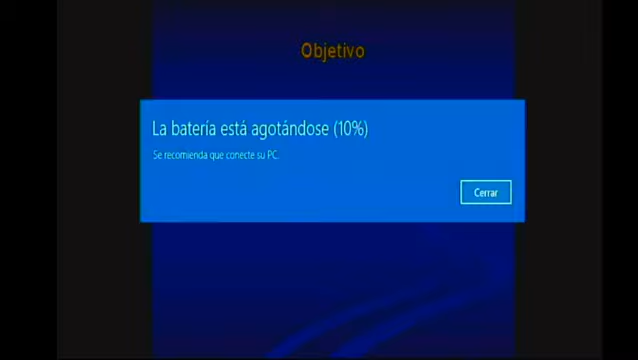 Objetivo
La batería está agotándose (10%)
Se recomienda que conecte su PC.
Cerrar